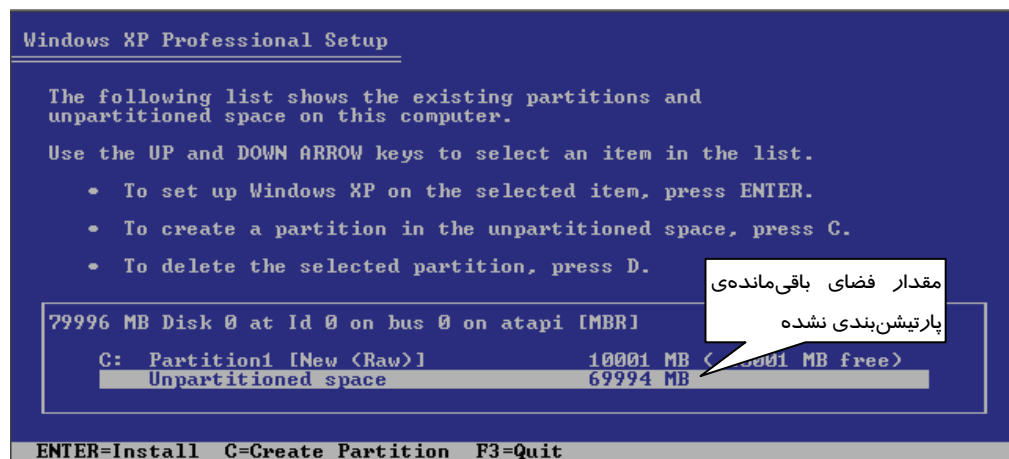 Windows XP Professional Setup
The following list shows the existing partitions and
unpartitioned space on this computer.
Use the UP and DOWN ARROW keys to select an item in the list.
• To set up Windows XP on the selected item, press ENTER.
• To create a partition in the unpartitioned space, press C.
• To delete the selected partition, press D.
مقدار فضای باقی‌مانده‌ی
پارتیشن‌بندی نشده
79996 MB Disk 0 at Id 0 on bus 0 on atapi [MBR]
C: Partition1 [New (Raw)] 10001 MB ( MB free)
Unpartitioned space 69994 MB
ENTER=Install C=Create Partition F3=Quit